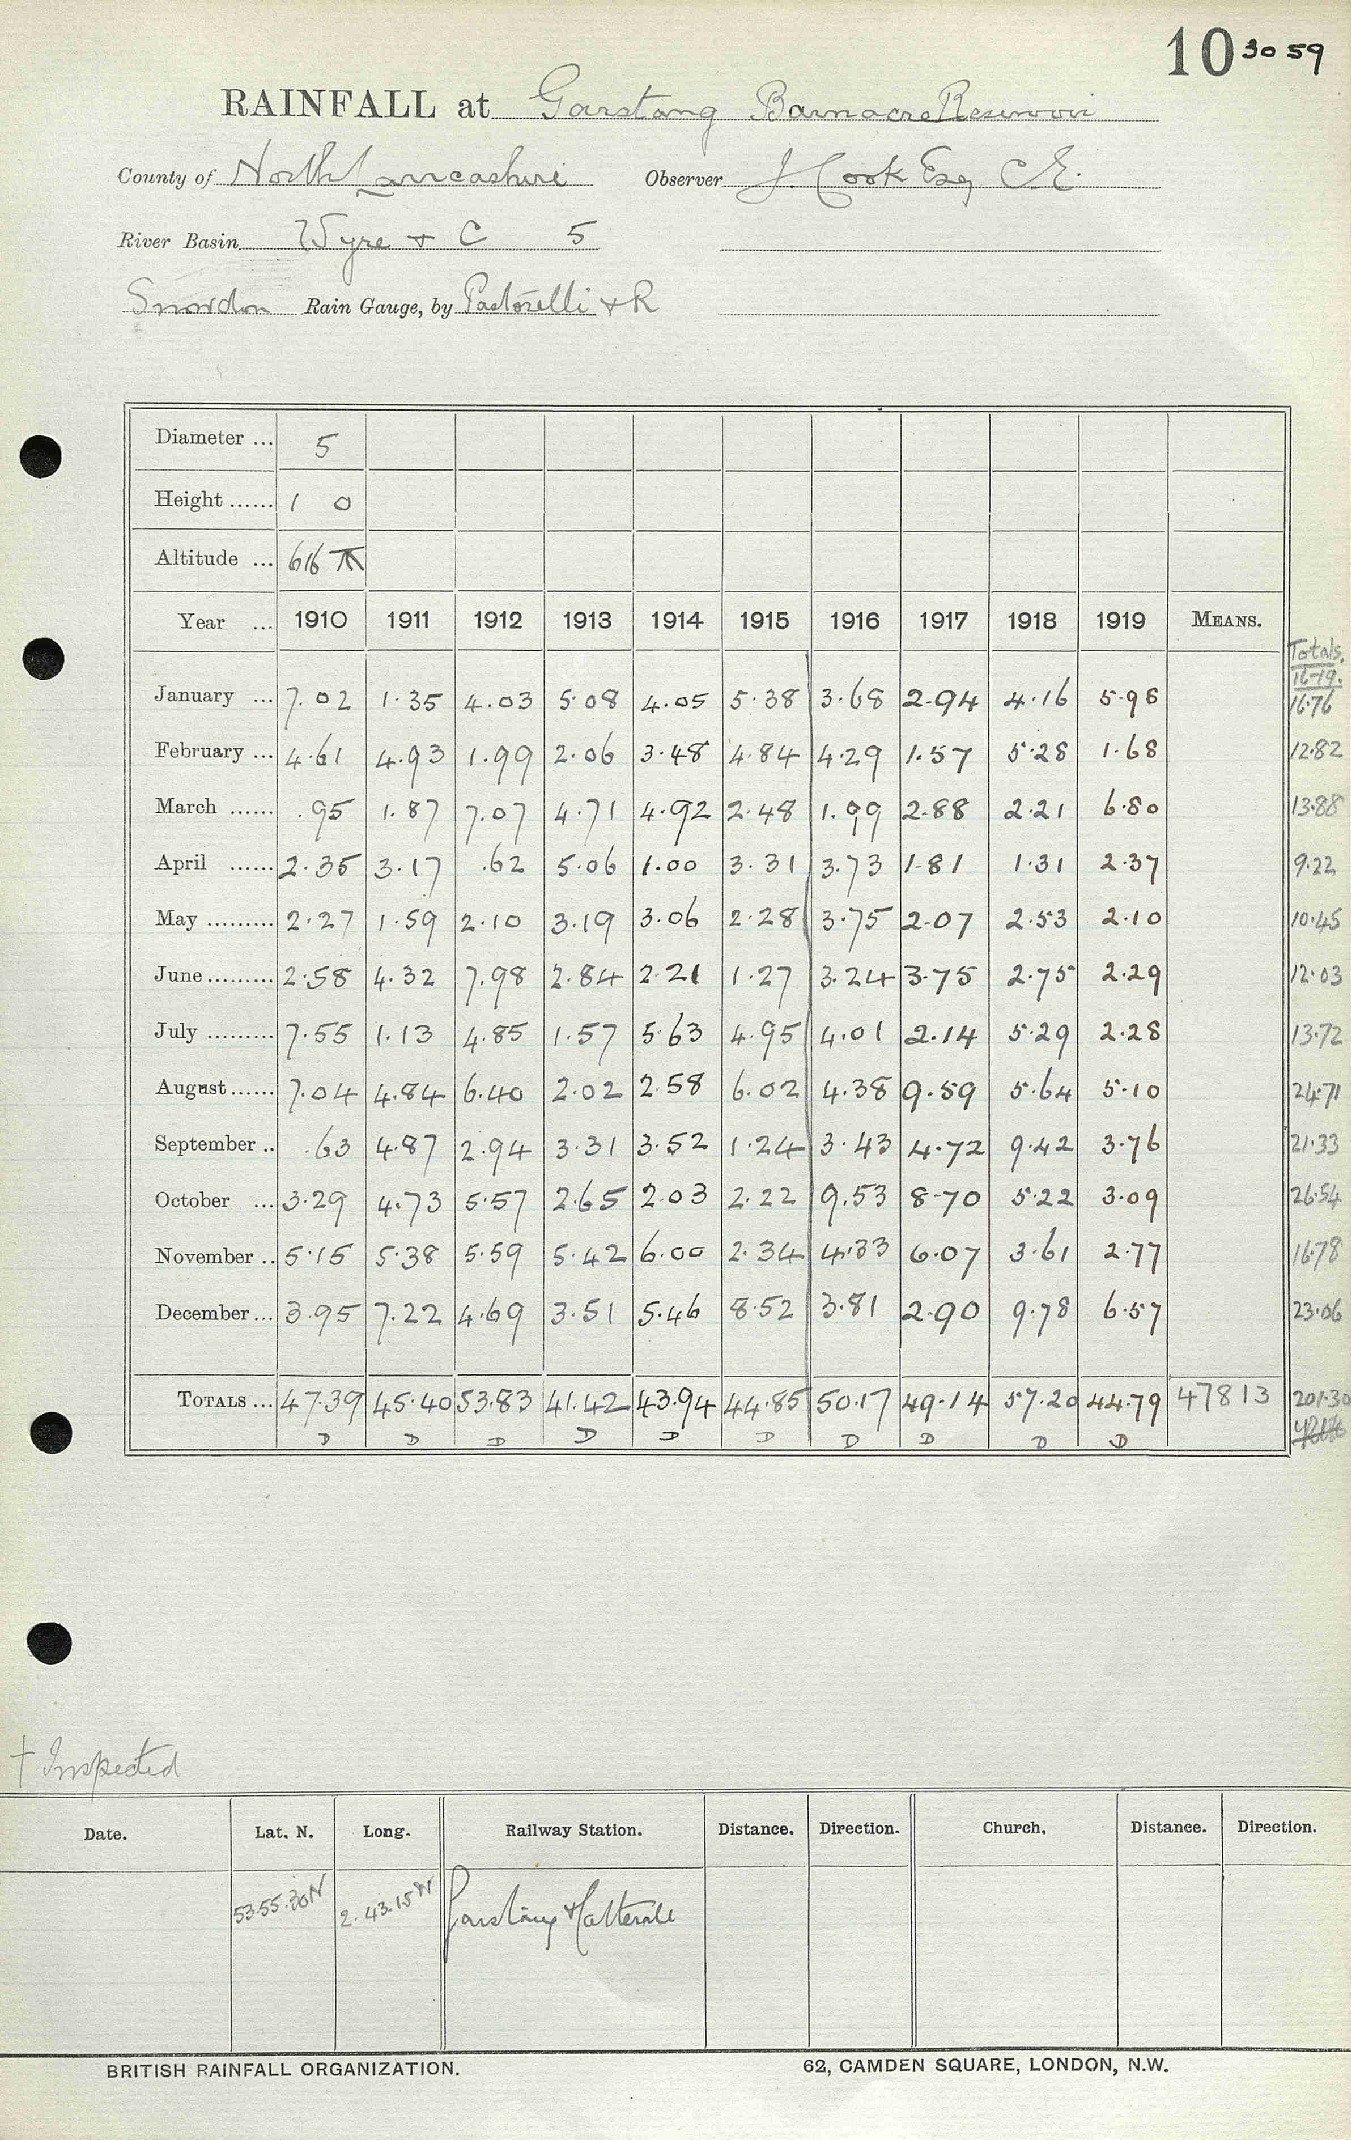 10 30 59
RAINFALL at Garstang Barnacre Reservoir
County of North Lancashire Observer J. Cook Esq C.E.
River Basin Wyre + C 5
Snowdon Rain Gauge, by Pastorelli + R
Diameter ... 5
Height ...... 1 0
Altitude ... 616
Year ... 1910 1911 1912 1913 1914 1915 1916 1917 1918 1919 MEANS. Totals.
16-19.
January ... 7.02 1.35 4.03 5.08 4.05 5.38 3.68 2.94 4.16 5.98 16.76
February ... 4.61 4.93 1.99 2.06 3.48 4.84 4.29 1.57 5.28 1.68 12.82
March ...... .95 1.87 7.07 4.71 4.92 2.48 1.99 2.88 2.21 6.80 13.88
April ...... 2.35 3.17 .62 5.06 1.00 3.31 3.73 1.81 1.31 2.37 9.22
May ......... 2.27 1.59 2.10 3.19 3.06 2.28 3.75 2.07 2.53 2.10 10.45
June ......... 2.58 4.32 7.98 2.84 2.21 1.27 3.24 3.75 2.75 2.29 12.03
July ......... 7.55 1.13 4.85 1.57 5.63 4.95 4.01 2.14 5.29 2.28 13.72
August ...... 7.04 4.84 6.40 2.02 2.58 6.02 4.38 9.59 5.64 5.10 24.71
September .. .63 4.87 2.94 3.31 3.52 1.24 3.43 4.72 9.42 3.76 21.33
October ... 3.29 4.73 5.57 2.65 2.03 2.22 9.53 8.70 5.22 3.09 26.54
November .. 5.15 5.38 5.59 5.42 6.00 2.34 4.33 6.07 3.61 2.77 16.78
December ... 3.95 7.22 4.69 3.51 5.46 8.52 3.81 2.90 9.78 6.57 23.06
TOTALS ... 47.39 45.40 53.83 41.42 43.94 44.85 50.17 49.14 57.20 44.79 47813 201.30
D D D D D D D D D D
† Inspected
Date. Lat. N. Long. Railway Station. Distance. Direction. Church. Distance. Direction.
53.55.30N 2.43.15W Garstang & Catterall
BRITISH RAINFALL ORGANIZATION. 62, CAMDEN SQUARE, LONDON, N.W.